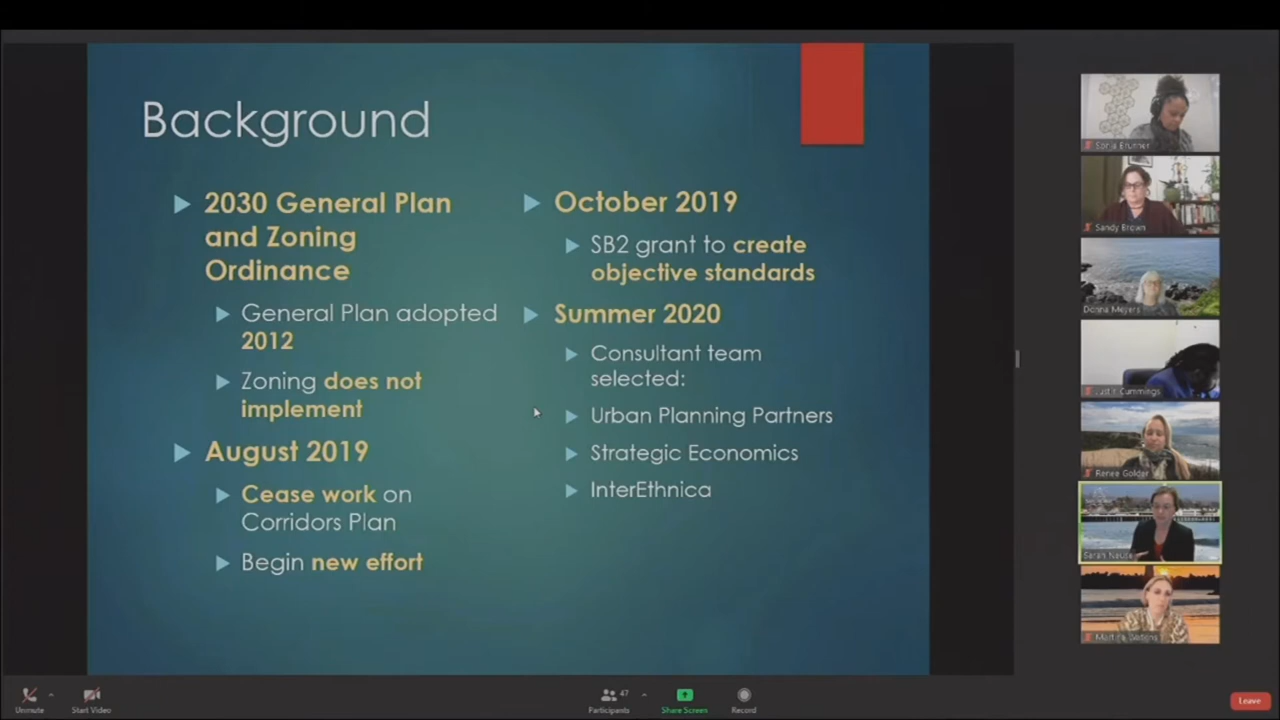 Background
2030 General Plan
and Zoning
Ordinance
General Plan adopted
2012
Zoning does not
implement
August 2019
Cease work on
Corridors Plan
Begin new effort
October 2019
SB2 grant to create
objective standards
Summer 2020
Consultant team
selected:
Urban Planning Partners
Strategic Economics
InterEthnica
Sonja Brunner
Sandy Brown
Donna Meyers
Justin Cummings
Renee Golder
Sarah
Martine Watkins
Unmute
Start Video
47
Participants
Share Screen
Record
Leave